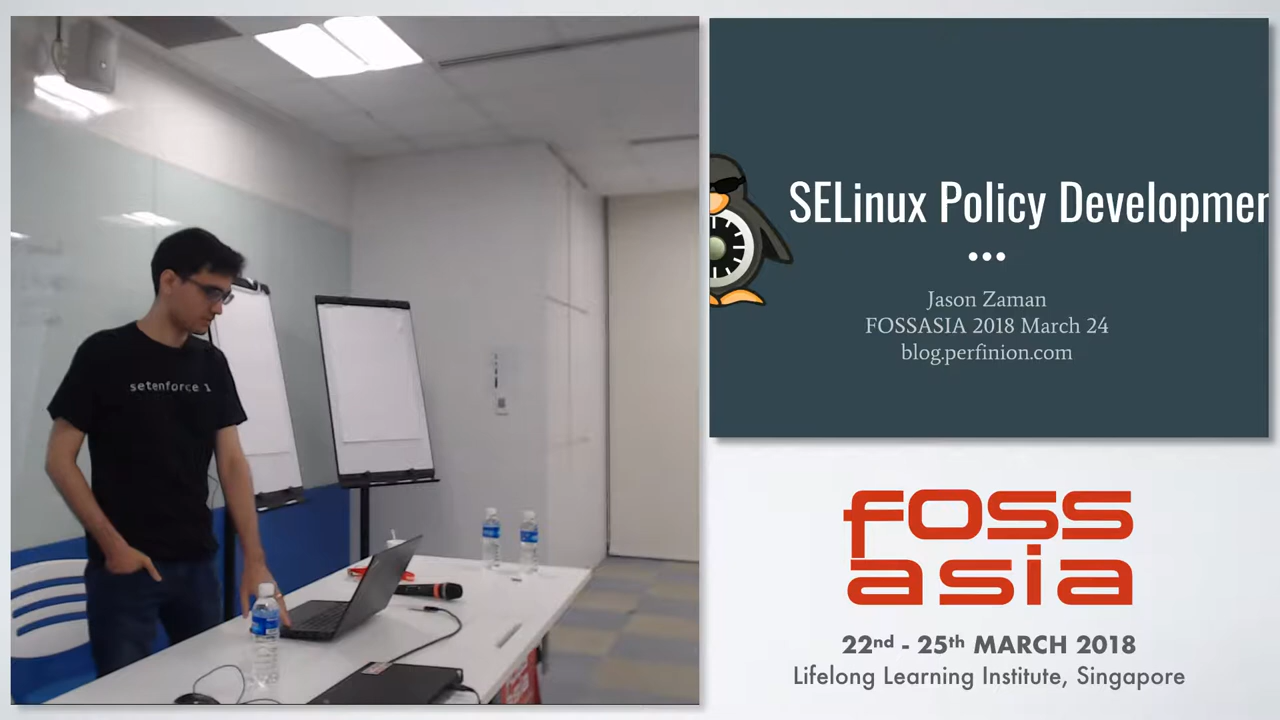 setenforce 1
SELinux Policy Developmen
Jason Zaman
FOSSASIA 2018 March 24
blog.perfinion.com
foss
asia
22nd - 25th MARCH 2018
Lifelong Learning Institute, Singapore